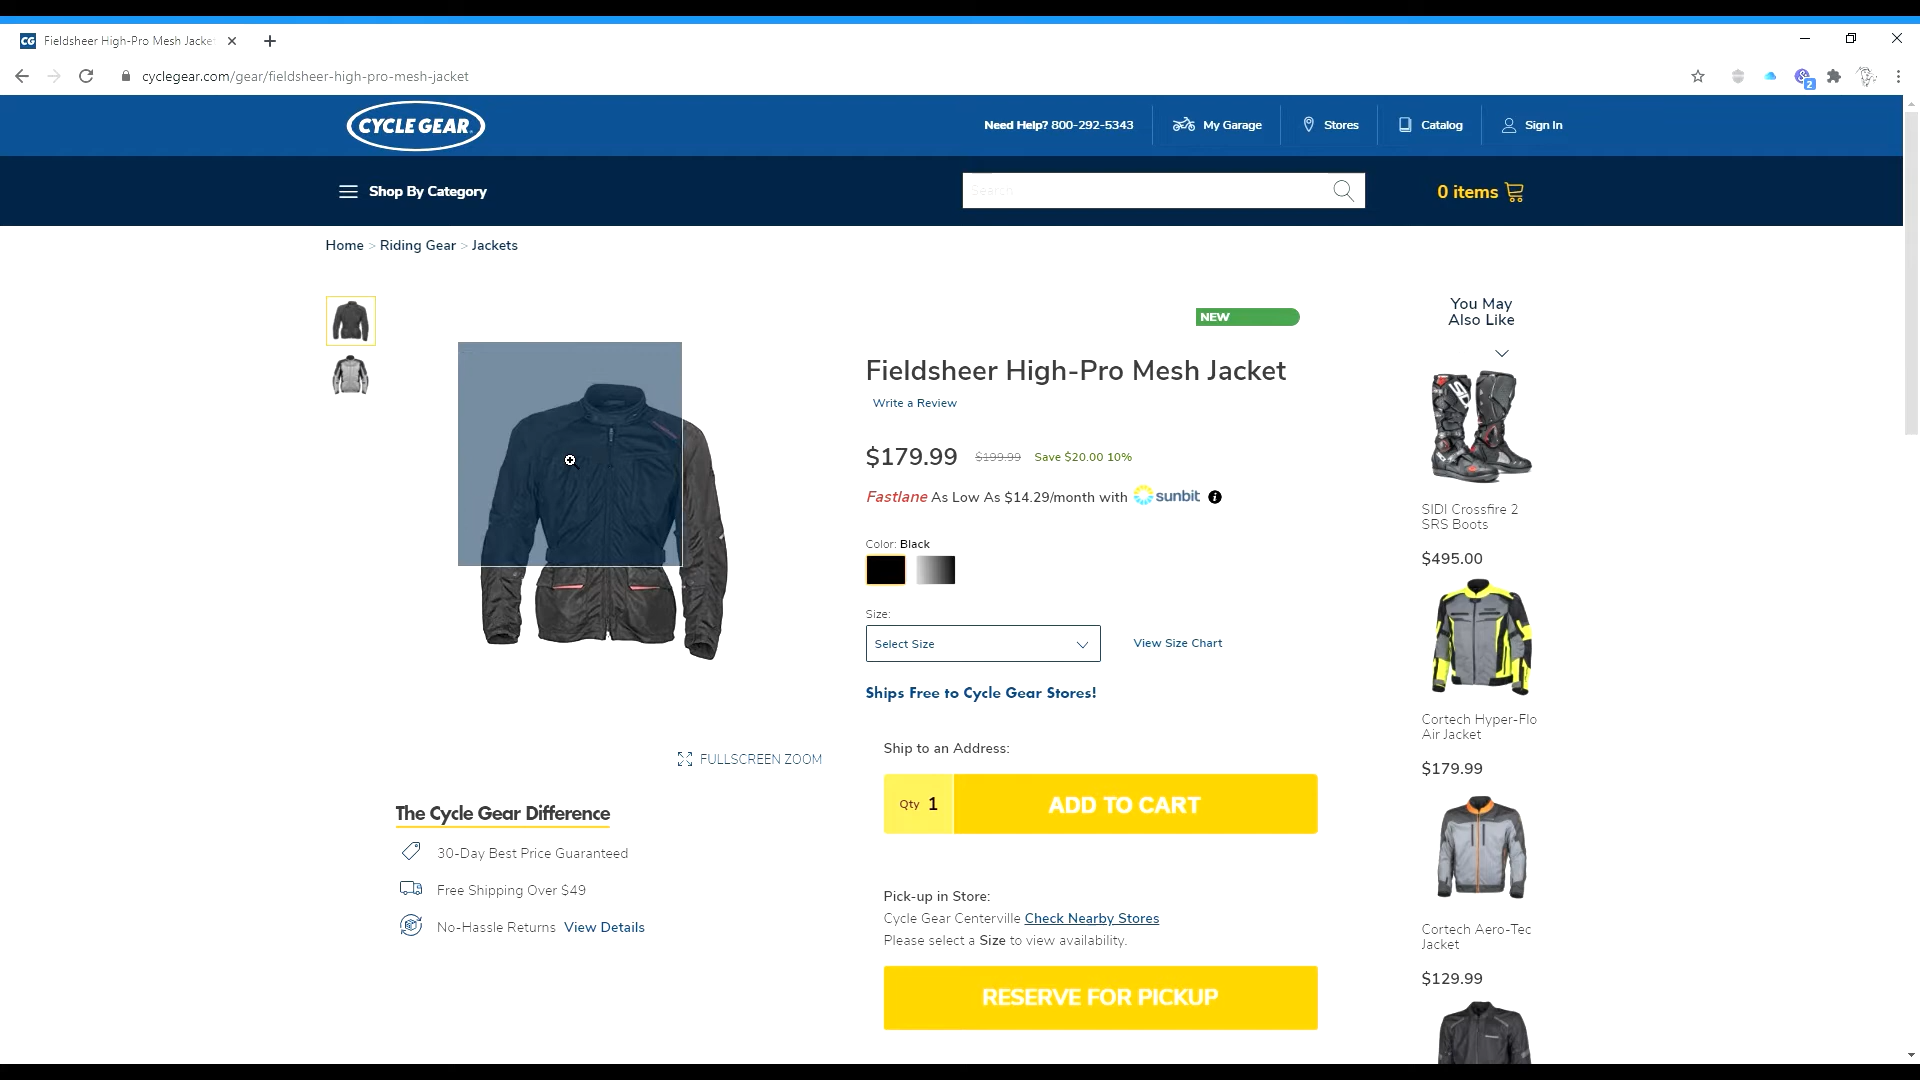 CG Fieldsheer High-Pro Mesh Jacke
cyclegear.com/gear/fieldsheer-high-pro-mesh-jacket
2
CYCLE GEAR
Need Help? 800-292-5343
My Garage
Stores
Catalog
Sign In
Shop By Category
Search
0 items
Home > Riding Gear > Jackets
NEW
You May
Also Like
Fieldsheer High-Pro Mesh Jacket
Write a Review
$179.99 $199.99 Save $20.00 10%
Fastlane As Low As $14.29/month with sunbit i
Color: Black
Size:
Select Size
View Size Chart
Ships Free to Cycle Gear Stores!
Ship to an Address:
Qty 1
ADD TO CART
Pick-up in Store:
Cycle Gear Centerville Check Nearby Stores
Please select a Size to view availability.
RESERVE FOR PICKUP
FULLSCREEN ZOOM
The Cycle Gear Difference
30-Day Best Price Guaranteed
Free Shipping Over $49
No-Hassle Returns View Details
SIDI Crossfire 2
SRS Boots
$495.00
Cortech Hyper-Flo
Air Jacket
$179.99
Cortech Aero-Tec
Jacket
$129.99